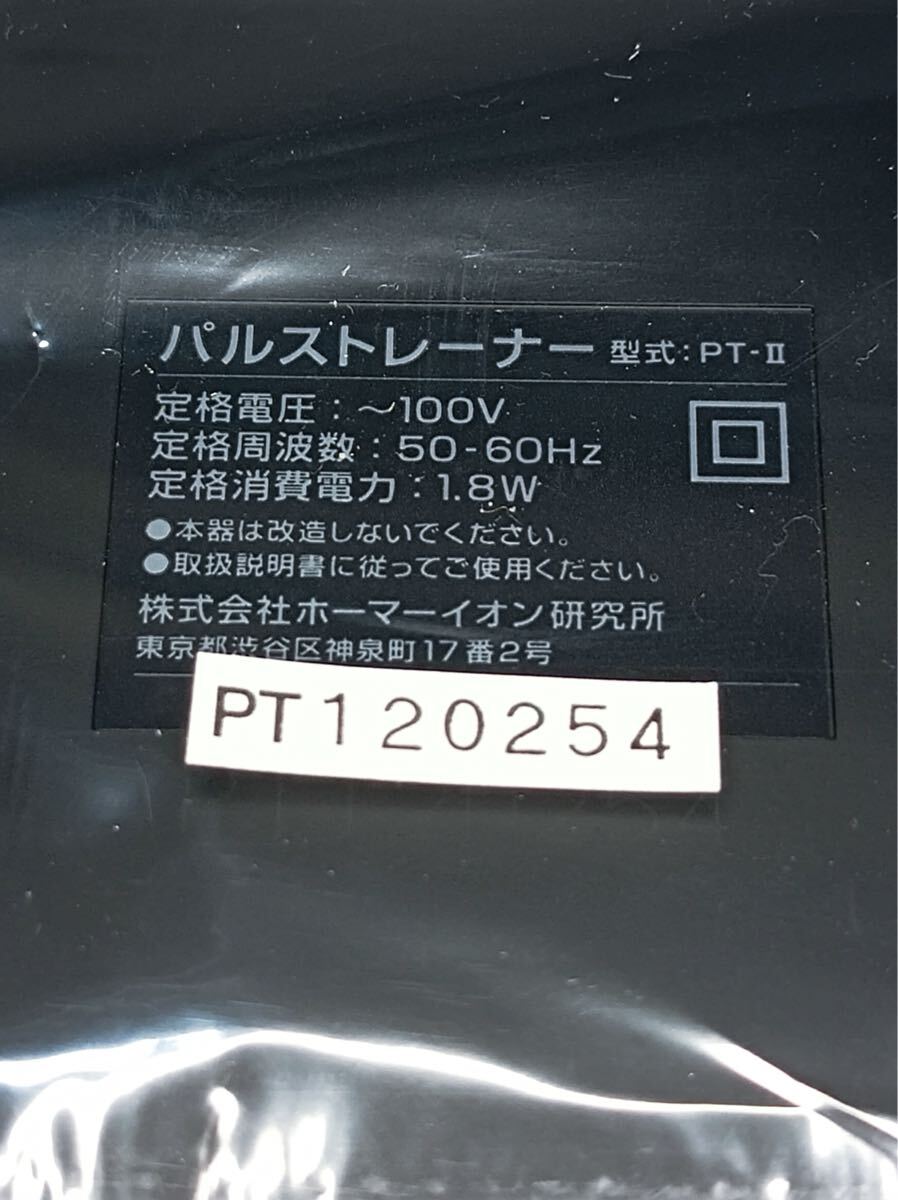 パルストレーナー 型式：PT-II
定格電圧：～100V
定格周波数：50-60Hz
定格消費電力：1.8W
●本器は改造しないでください。
●取扱説明書に従ってご使用ください。
株式会社ホーマーイオン研究所
東京都渋谷区神泉町17番2号
PT120254